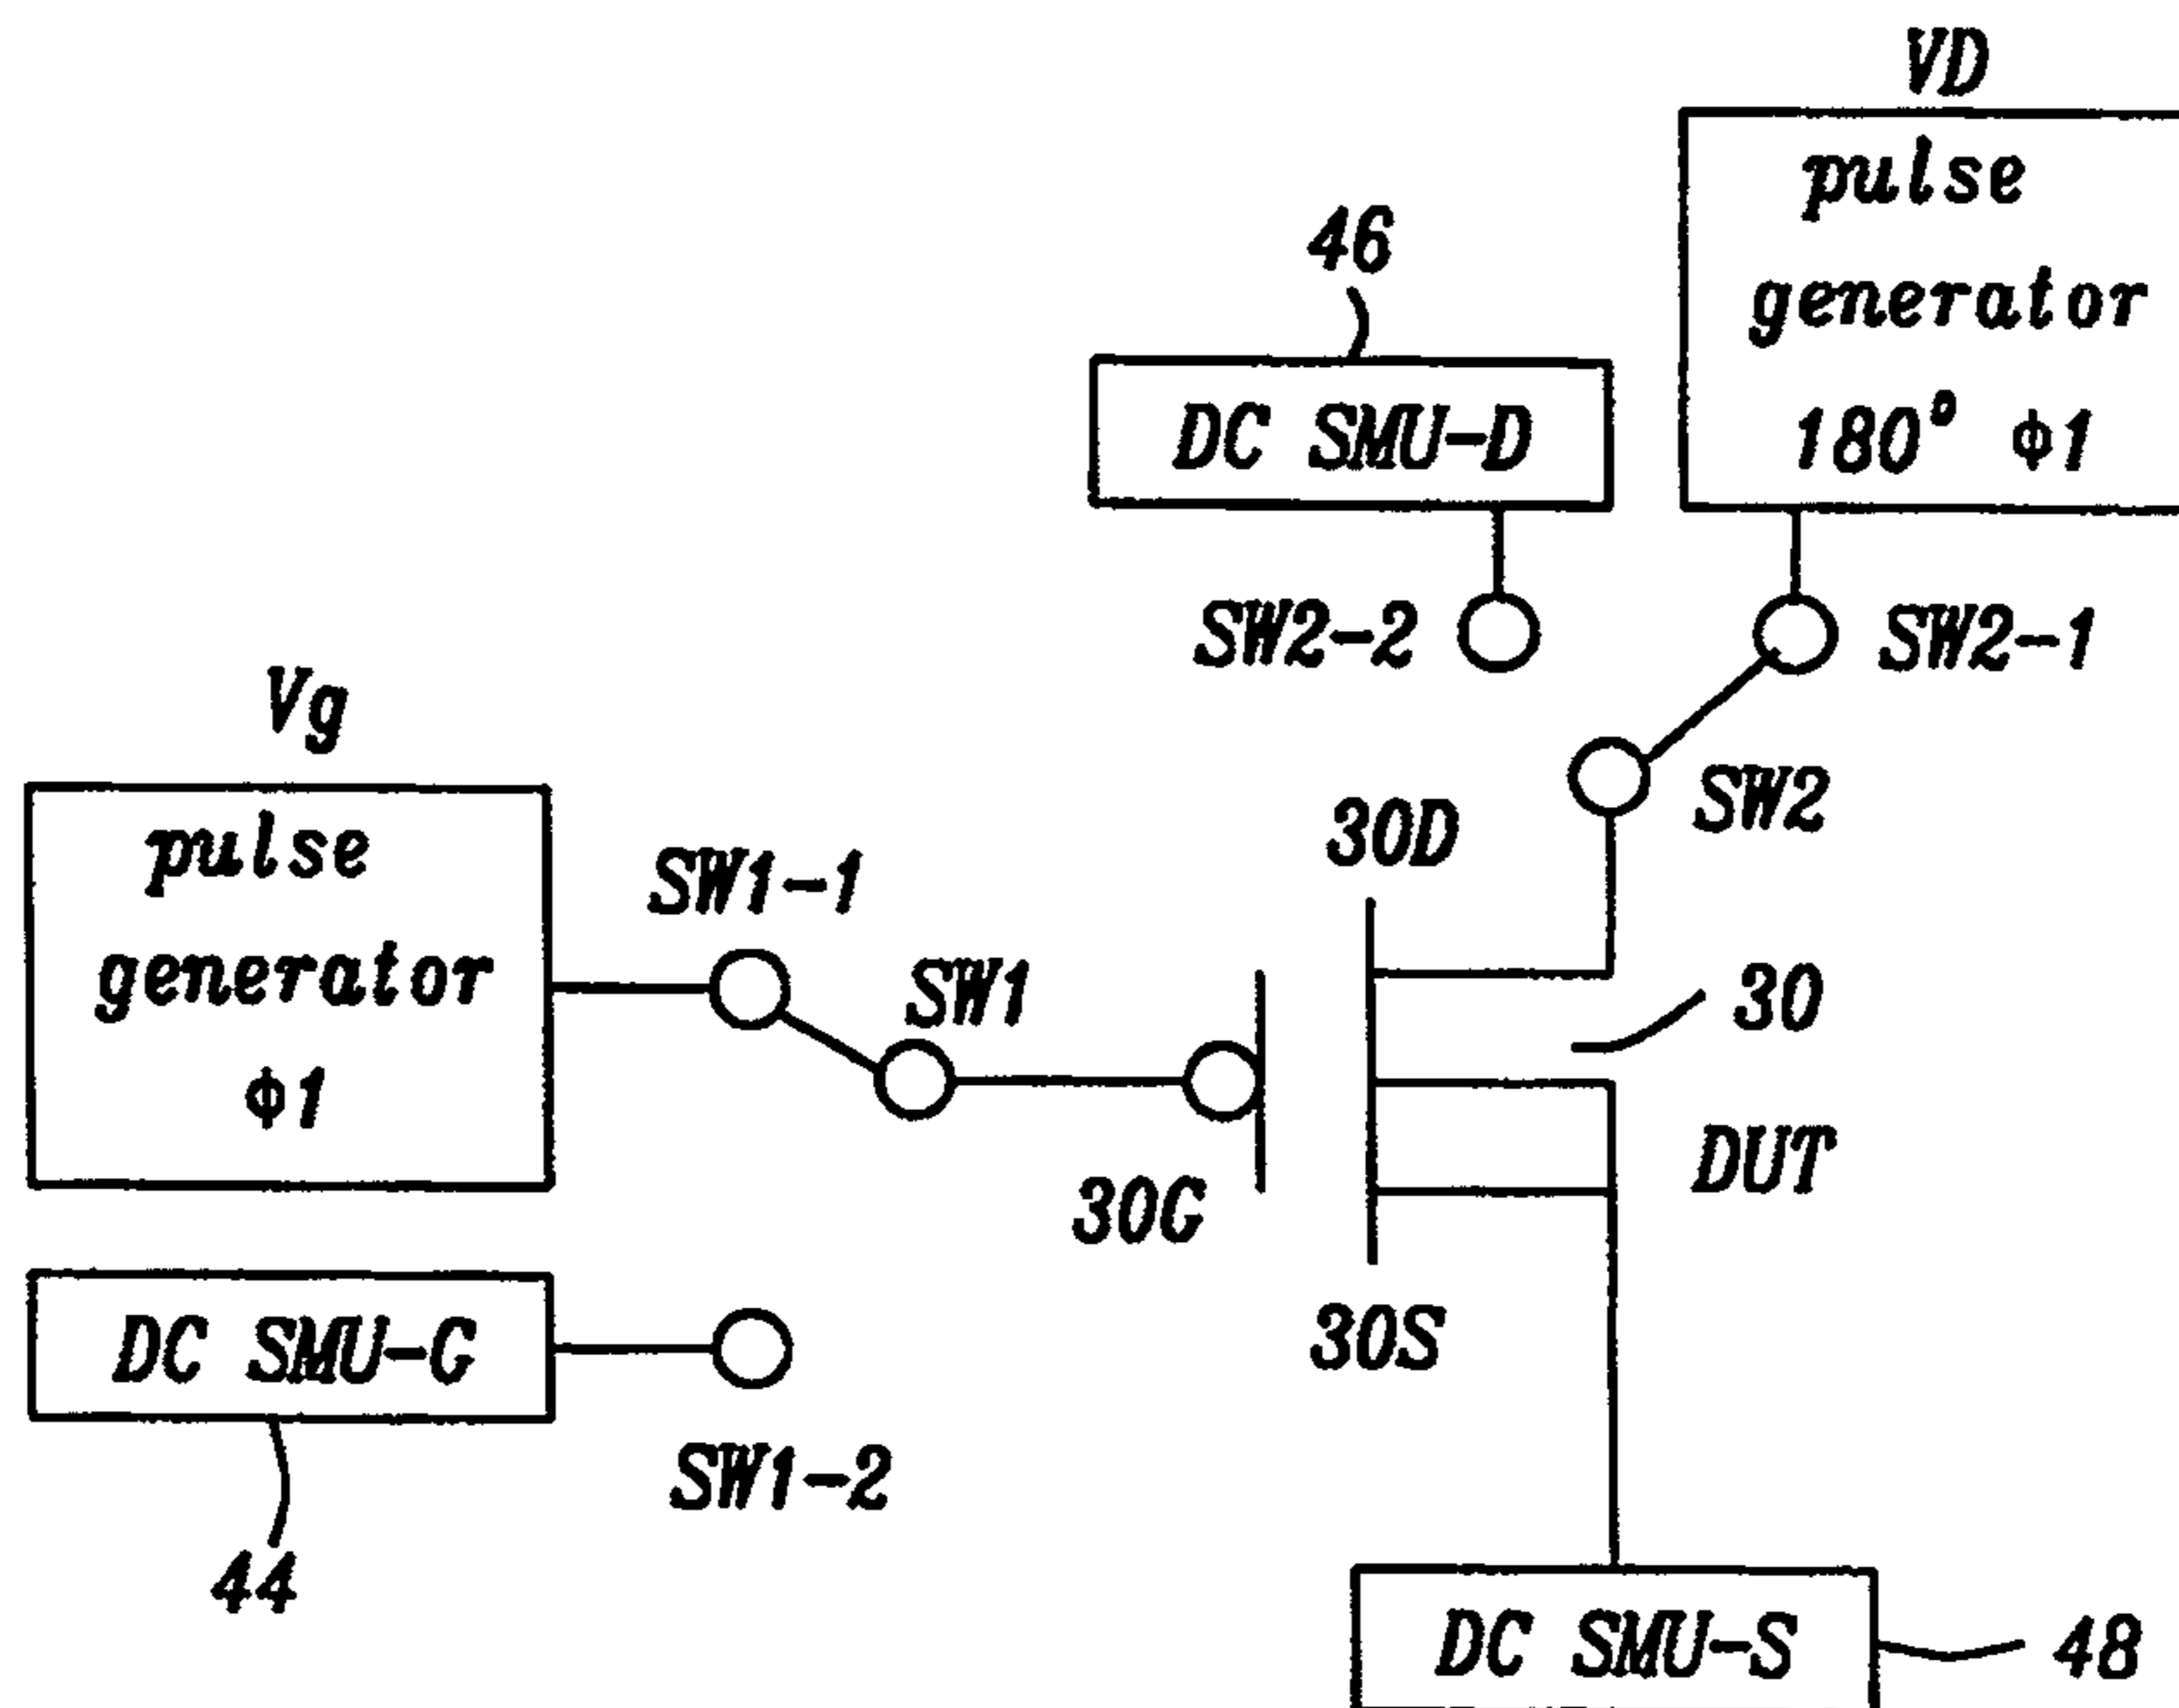 VD
pulse
generator
180° ϕ1
46
DC SMU-D
SW2-2
SW2-1
SW2
Vg
pulse
generator
ϕ1
SW1-1
SW1
30D
30
DUT
30G
30S
DC SMU-G
SW1-2
44
DC SMU-S
48